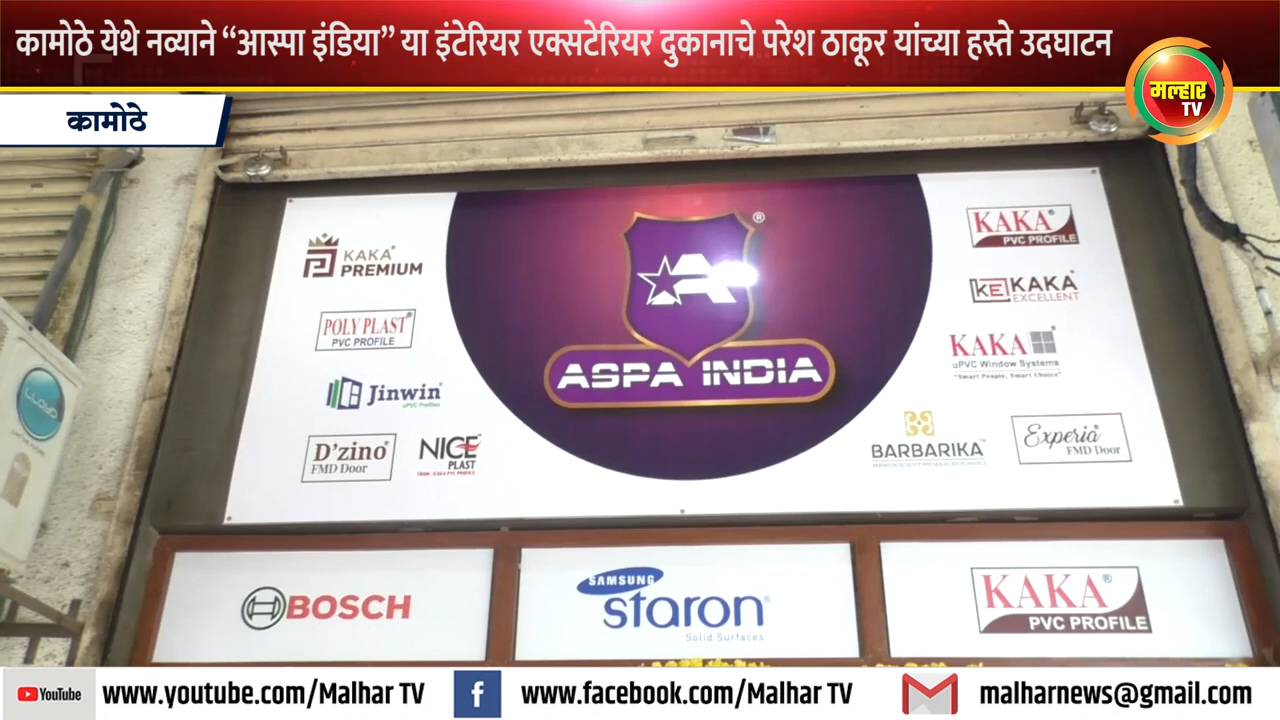 कामोठे येथे नव्याने “आस्पा इंडिया” या इंटेरियर एक्सटेरियर दुकानाचे परेश ठाकूर यांच्या हस्ते उदघाटन
मल्हार
TV
कामोठे
®
ASPA INDIA
KAKA®
PREMIUM
POLY PLAST®
PVC PROFILE
Jinwin®
uPVC Profiles
D'zino®
FMD Door
NICE
PLAST
KAKA®
PVC PROFILE
KE KAKA®
EXCELLENT
KAKA
uPVC Window Systems
"Smart People, Smart Choice"
BARBARIKA™
Experia®
FMD Door
LLOYD
BOSCH
SAMSUNG
staron®
Solid Surfaces
KAKA®
PVC PROFILE
YouTube www.youtube.com/Malhar TV f www.facebook.com/Malhar TV malharnews@gmail.com